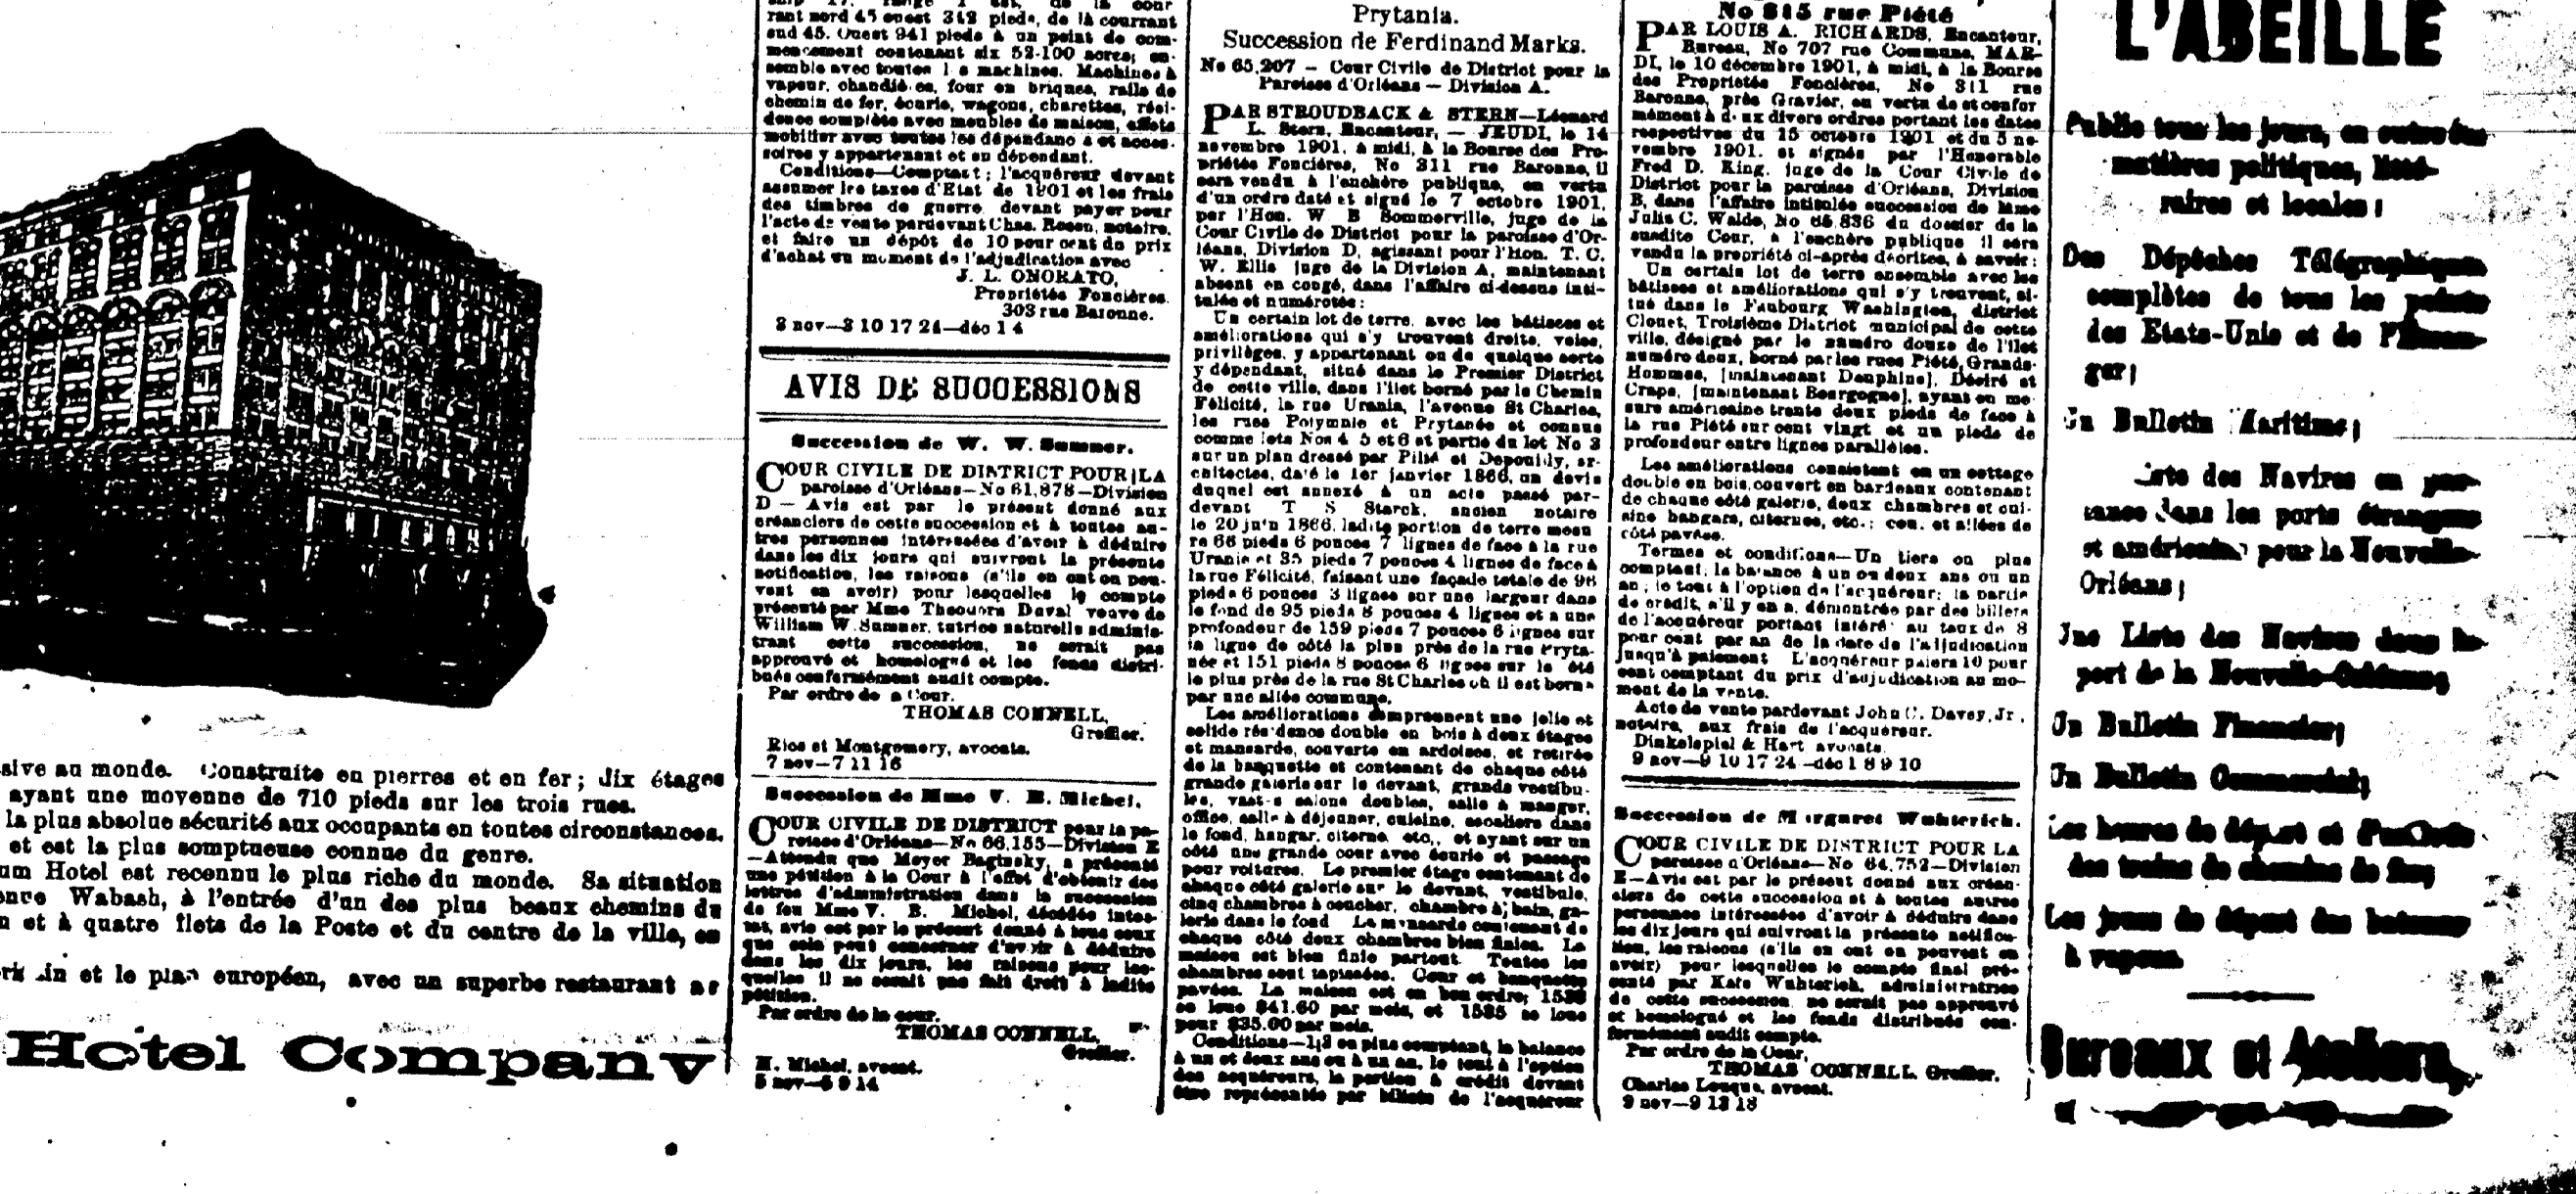 sive au monde. Construite en pierres et en fer; dix étages
ayant une moyenne de 710 pieds sur les trois rues.
la plus absolue sécurité aux occupants en toutes circonstances.
et est la plus somptueuse connue du genre.
um Hotel est reconnu le plus riche du monde. Sa situation
ence Wabash, à l'entrée d'un des plus beaux chemins du
n et à quatre îlets de la Poste et du centre de la ville, en
et le plan européen, avec un superbe restaurant
Hotel Company
rant nord 45 ouest 342 pieds, de là courrant
sud 45. Ouest 941 pieds à un point de com-
mencement contenant six 52-100 acres; en-
semble avec toutes les machines. Machines à
vapeur, chaudières, four en briques, rails de
chemin de fer, écurie, wagons, charettes, rési-
dence complète avec meubles de maison, effets
mobilier avec toutes les dépendances et acces-
soires y appartenant et en dépendant.
Conditions—Comptant; l'acquéreur devant
assumer les taxes d'Etat de 1901 et les frais
des timbres de guerre, devant payer pour
l'acte de vente pardevant Chas. Rosen, notaire,
et faire un dépôt de 10 pour cent du prix
d'achat au moment de l'adjudication avec
J. L. ONORATO,
Propriétés Foncières.
303 rue Baronne.
3 nov—3 10 17 24—déc 1 4
AVIS DE SUCCESSIONS
Succession de W. W. Sumner.
COUR CIVILE DE DISTRICT POUR LA
paroisse d'Orléans—No 61,878—Division
D — Avis est par le présent donné aux
créanciers de cette succession et à toutes au-
tres personnes intéressées d'avoir à déduire
dans les dix jours qui suivront la présente
notification, les raisons (s'ils en ont ou peu-
vent en avoir) pour lesquelles le compte
présenté par Mme Theodora Duval veuve de
William W. Sumner, tutrice naturelle adminis-
trant cette succession, ne serait pas
approuvé et homologué et les fonds distri-
bués conformément audit compte.
Par ordre de a Cour.
THOMAS CONNELL,
Greffier.
Rice et Montgomery, avocats.
7 nov—7 11 16
Succession de Mme V. B. Michel.
COUR CIVILE DE DISTRICT pour la pa-
roisse d'Orléans—No 66,155—Division E
—Attendu que Meyer Baginsky, a présenté
une pétition à la Cour à l'effet d'obtenir des
lettres d'administration dans la succession
de feu Mme V. B. Michel, décédée intes-
tat, avis est par le présent donné à tous ceux
que cela peut concerner d'avoir à déduire
dans les dix jours, les raisons pour les-
quelles il ne serait pas fait droit à ladite
pétition.
Par ordre de la cour.
THOMAS CONNELL,
Greffier.
H. Michel, avocat.
5 nov—5 9 14
Prytania.
Succession de Ferdinand Marks.
No 65,207 — Cour Civile de District pour la
Paroisse d'Orléans — Division A.
PAR STROUDBACK & STERN—Léonard
L. Stern, Encanteur, — JEUDI, le 14
novembre 1901, à midi, à la Bourse des Pro-
priétés Foncières, No 311 rue Baronne, il
sera vendu à l'enchère publique, en vertu
d'un ordre daté et signé le 7 octobre 1901,
par l'Hon. W B Sommerville, juge de la
Cour Civile de District pour la paroisse d'Or-
léans, Division D, agissant pour l'Hon. T. C.
W. Ellis juge de la Division A, maintenant
absent en congé, dans l'affaire ci-dessus inti-
tulée et numérotée:
Un certain lot de terre, avec les bâtisses et
améliorations qui s'y trouvent droits, voies,
privilèges, y appartenant ou de quelque sorte
y dépendant, situé dans le Premier District
de cette ville, dans l'îlet borné par le Chemin
Félicité, la rue Urania, l'avenue St Charles,
les rues Polymnie et Prytanée et connus
comme lots Nos 4 5 et 6 et partie du lot No 3
sur un plan dressé par Pilié et Depouilly, ar-
chitectes, daté le 1er janvier 1866, un devis
duquel est annexé à un acte passé par-
devant T S Starck, ancien notaire
le 20 juin 1866, ladite portion de terre mesu
re 66 pieds 6 pouces 7 lignes de face à la rue
Uranie et 35 pieds 7 pouces 4 lignes de face à
la rue Félicité, faisant une façade totale de 98
pieds 6 pouces 3 lignes sur une largeur dans
le fond de 95 pieds 8 pouces 4 lignes et a une
profondeur de 159 pieds 7 pouces 6 lignes sur
la ligne de côté la plus près de la rue Pryta-
née et 151 pieds 8 pouces 6 lignes sur le côté
le plus près de la rue St Charles où il est borné
par une allée commune.
Les améliorations comprennent une jolie et
solide résidence double en bois à deux étages
et mansarde, couverte en ardoises, et retirée
de la banquette et contenant de chaque côté
grande galerie sur le devant, grands vestibu-
les, vastes salons doubles, salle à manger,
office, salle à déjeuner, cuisine, escaliers dans
le fond, hangar, citerne etc., et ayant sur un
côté une grande cour avec écurie et passage
pour voitures. Le premier étage contenant de
chaque côté galerie sur le devant, vestibule,
cinq chambres à coucher, chambre à bain, ga-
lerie dans le fond La mansarde contenant de
chaque côté deux chambres bien finies. La
maison est bien finie partout. Toutes les
chambres sont tapissées. Cour et banquette
pavées. La maison est en bon ordre;
se loue $41.60 par mois, et 1535 se loue
pour $35.00 par mois.
Conditions—1/3 ou plus comptant, la balance
à un et deux ans ou à un an, le tout à l'option
des acquéreurs, la portion à crédit devant
être représentée par billets de l'acquéreur
No 815 rue Piété
PAR LOUIS A. RICHARDS, Encanteur,
Bureau, No 707 rue Commune, MAR-
DI, le 10 décembre 1901, à midi, à la Bourse
des Propriétés Foncières, No 311 rue
Baronne, près Gravier, en vertu de et confor
mément à deux divers ordres portant les dates
respectives du 15 octobre 1901 et du 5 no-
vembre 1901, et signés par l'Honorable
Fred D. King, juge de la Cour Civile de
District pour la paroisse d'Orléans, Division
B, dans l'affaire intitulée succession de Mme
Julia C. Waldo, No 65,836 du dossier de la
susdite Cour, à l'enchère publique il sera
vendu la propriété ci-après décrites, à savoir:
Un certain lot de terre ensemble avec les
bâtisses et améliorations qui s'y trouvent, si-
tué dans le Faubourg Washington, district
Clouet, Troisième District municipal de cette
ville, désigné par le numéro douze de l'îlet
numéro deux, borné par les rues Piété, Grands-
Hommes, [maintenant Dauphine], Désiré et
Craps, [maintenant Bourgogne], ayant en me-
sure américaine trente deux pieds de face à
la rue Piété sur cent vingt et un pieds de
profondeur entre lignes parallèles.
Les améliorations consistent en un cottage
double en bois, couvert en bardeaux contenant
de chaque côté galerie, deux chambres et cui-
sine hangars, citernes, etc.; cou. et allées de
côté pavées.
Termes et conditions—Un tiers ou plus
comptant, la balance à un ou deux ans ou un
an; le tout à l'option de l'acquéreur; la partie
de crédit, s'il y en a, démontrée par des billets
de l'acquéreur portant intérêt au taux de 8
pour cent par an de la date de l'adjudication
jusqu'à paiement L'acquéreur paiera 10 pour
cent comptant du prix d'adjudication au mo-
ment de la vente.
Acte de vente pardevant John C. Davey, Jr,
notaire, aux frais de l'acquéreur.
Dinkelspiel & Hart avocats.
9 nov—9 10 17 24—déc 1 8 9 10
Succession de Margaret Wuhterich.
COUR CIVILE DE DISTRICT POUR LA
paroisse d'Orléans—No 64,752—Division
E—Avis est par le présent donné aux créan-
ciers de cette succession et à toutes autres
personnes intéressées d'avoir à déduire dans
les dix jours qui suivront la présente notifica-
tion, les raisons (s'ils en ont ou peuvent en
avoir) pour lesquelles le compte final pré-
senté par Kate Wuhterich, administratrice
de cette succession ne serait pas approuvé
et homologué et les fonds distribués con-
formément audit compte.
Par ordre de la Cour,
THOMAS CONNELL Greffier.
Charles Louque, avocat.
9 nov—9 13 18
L'ABEILLE
Publie tous les jours, en outre des
matières politiques, litté-
raires et locales:
Des Dépêches Télégraphiques
complètes de tous les points
des Etats-Unis et de l'Etran-
ger;
Un Bulletin Maritime;
Liste des Navires en par-
tance dans les ports étrangers
et américains pour la Nouvelle-
Orléans;
Une Liste des Navires dans le
port de la Nouvelle-Orléans;
Un Bulletin Financier;
Un Bulletin Commercial;
Les heures de départ et d'arrivée
des trains de chemins de fer;
Les jours de départ des bateaux
à vapeur.
Bureaux et Ateliers,